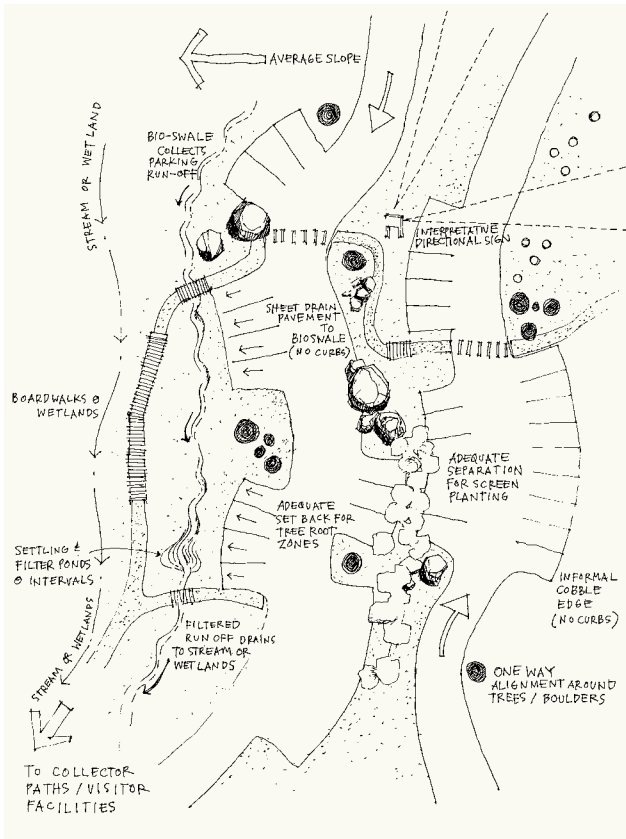 AVERAGE SLOPE
STREAM OR WETLAND
BIO-SWALE
COLLECTS
PARKING
RUN-OFF
INTERPRETATIVE
DIRECTIONAL SIGN
SHEET DRAIN
PAVEMENT
TO
BIOSWALE
(NO CURBS)
BOARDWALKS @
WETLANDS
ADEQUATE
SEPARATION
FOR SCREEN
PLANTING
ADEQUATE
SET BACK FOR
TREE ROOT
ZONES
SETTLING &
FILTER PONDS
@ INTERVALS
INFORMAL
COBBLE
EDGE
(NO CURBS)
STREAM OR WETLANDS
FILTERED
RUN OFF DRAINS
TO STREAM OR
WETLANDS
ONE WAY
ALIGNMENT AROUND
TREES / BOULDERS
TO COLLECTOR
PATHS / VISITOR
FACILITIES